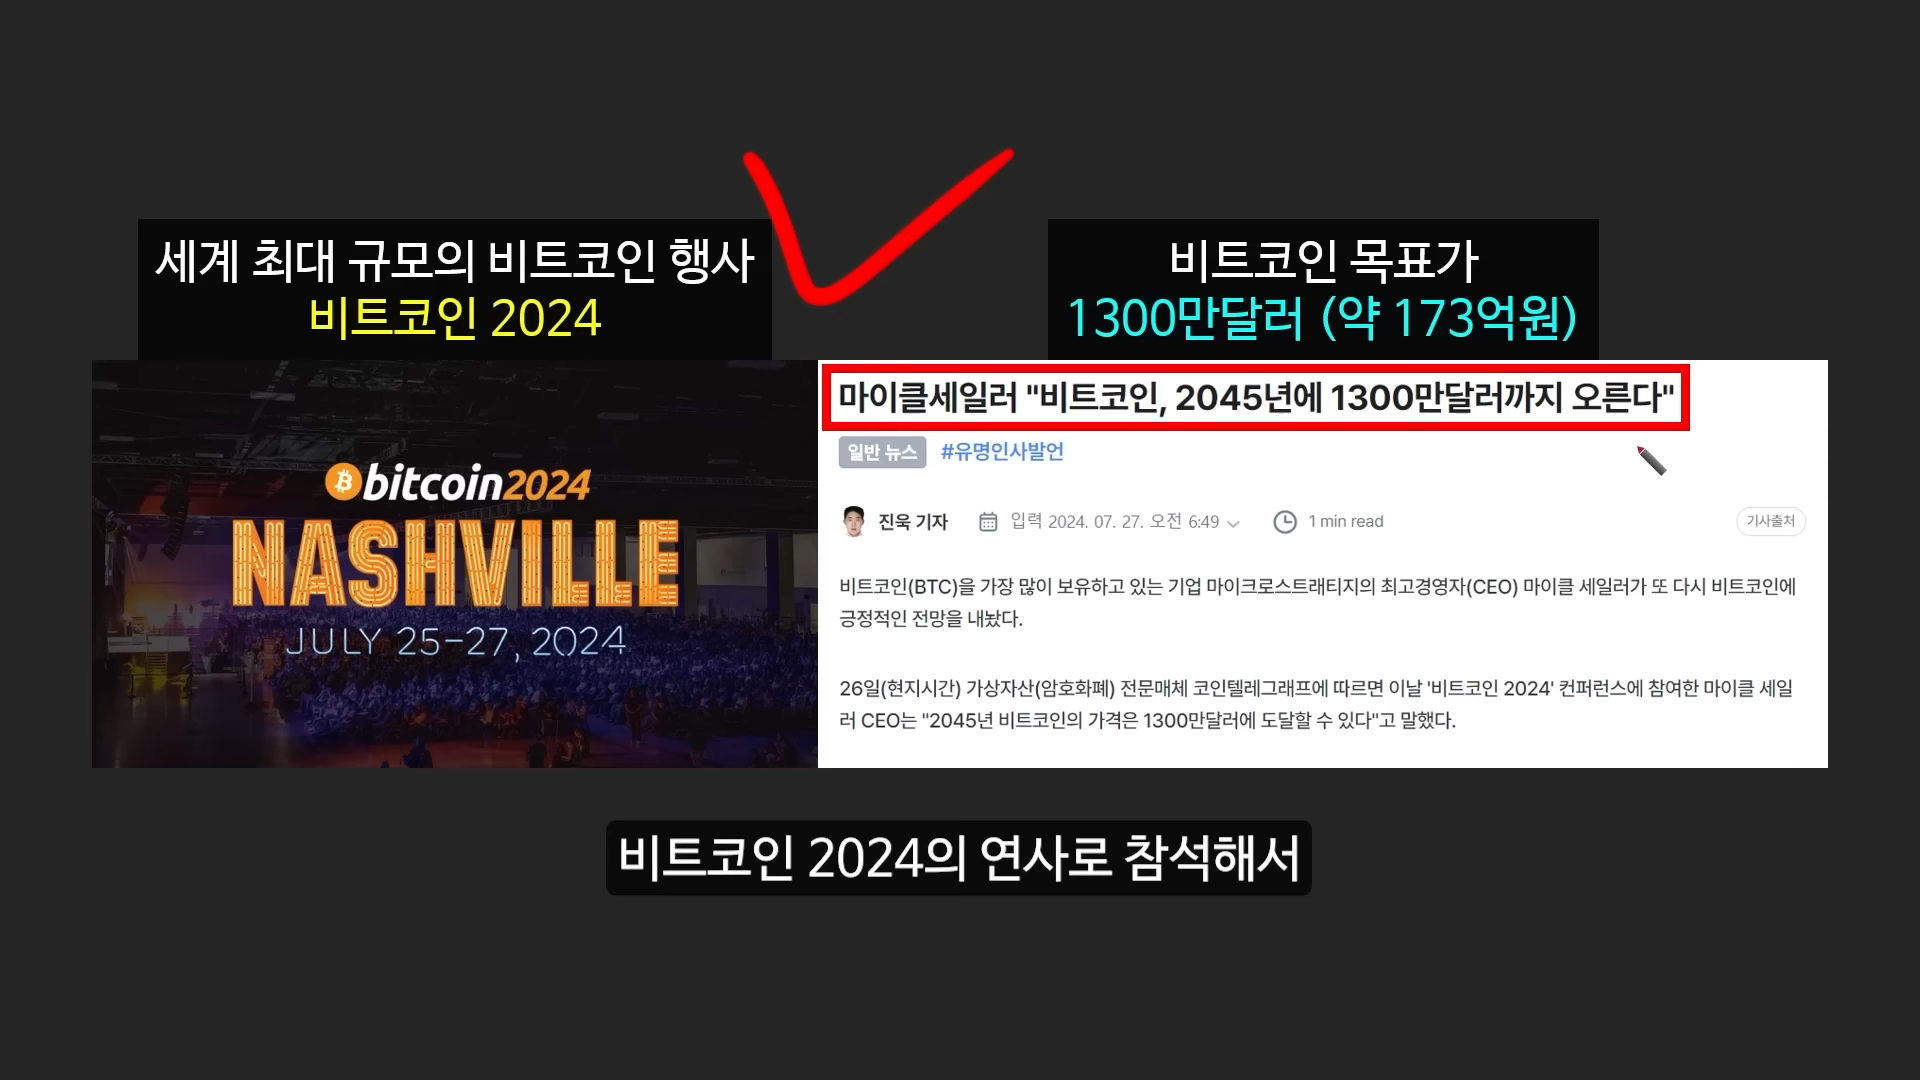 세계 최대 규모의 비트코인 행사
비트코인 2024
비트코인 목표가
1300만달러 (약 173억원)
bitcoin2024
NASHVILLE
JULY 25-27, 2024
마이클세일러 "비트코인, 2045년에 1300만달러까지 오른다"
일반 뉴스 #유명인사발언
진욱 기자 입력 2024. 07. 27. 오전 6:49 1 min read 기사출처
비트코인(BTC)을 가장 많이 보유하고 있는 기업 마이크로스트래티지의 최고경영자(CEO) 마이클 세일러가 또 다시 비트코인에
긍정적인 전망을 내놨다.
26일(현지시간) 가상자산(암호화폐) 전문매체 코인텔레그래프에 따르면 이날 '비트코인 2024' 컨퍼런스에 참여한 마이클 세일
러 CEO는 "2045년 비트코인의 가격은 1300만달러에 도달할 수 있다"고 말했다.
비트코인 2024의 연사로 참석해서